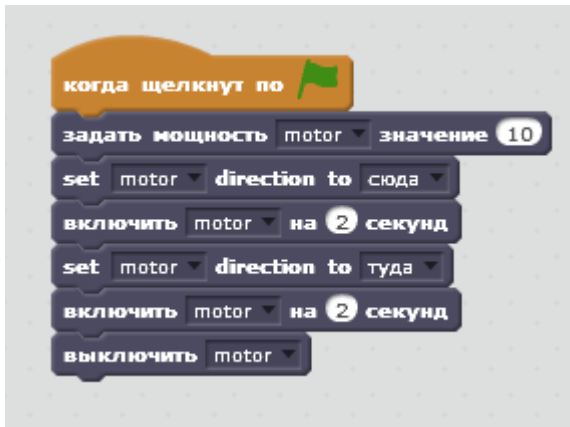 когда щелкнут по
задать мощность motor значение 10
set motor direction to сюда
включить motor на 2 секунд
set motor direction to туда
включить motor на 2 секунд
выключить motor